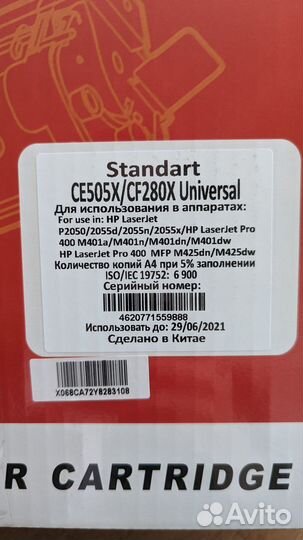 Standart
CE505X/CF280X Universal
Для использования в аппаратах:
For use in: HP LaserJet
P2050/2055d/2055n/2055x/HP LaserJet Pro
400 M401a/M401n/M401dn/M401dw
HP LaserJet Pro 400 MFP M425dn/M425dw
Количество копий А4 при 5% заполнении
ISO/IEC 19752: 6 900
Серийный номер:
4620771559888
Использовать до: 29/06/2021
Сделано в Китае
X068CA72Y8283108
R CARTRIDGE
Avito